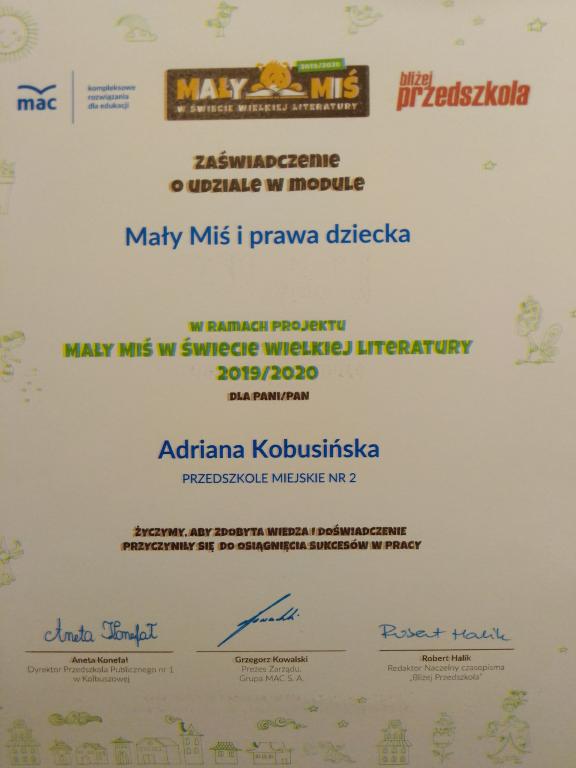 mac
kompleksowe
rozwiązania
dla edukacji
2019/2020
MAŁY MIŚ
W ŚWIECIE WIELKIEJ LITERATURY
bliżej
przedszkola
ZAŚWIADCZENIE
O UDZIALE W MODULE
Mały Miś i prawa dziecka
W RAMACH PROJEKTU
MAŁY MIŚ W ŚWIECIE WIELKIEJ LITERATURY
2019/2020
DLA PANI/PAN
Adriana Kobusińska
PRZEDSZKOLE MIEJSKIE NR 2
ŻYCZYMY, ABY ZDOBYTA WIEDZA I DOŚWIADCZENIE
PRZYCZYNIŁY SIĘ DO OSIĄGNIĘCIA SUKCESÓW W PRACY
Aneta Konefał
Robert Halik
Aneta Konefał
Dyrektor Przedszkola Publicznego nr 1
w Kolbuszowej
Grzegorz Kowalski
Prezes Zarządu,
Grupa MAC S. A.
Robert Halik
Redaktor Naczelny czasopisma
„Bliżej Przedszkola"